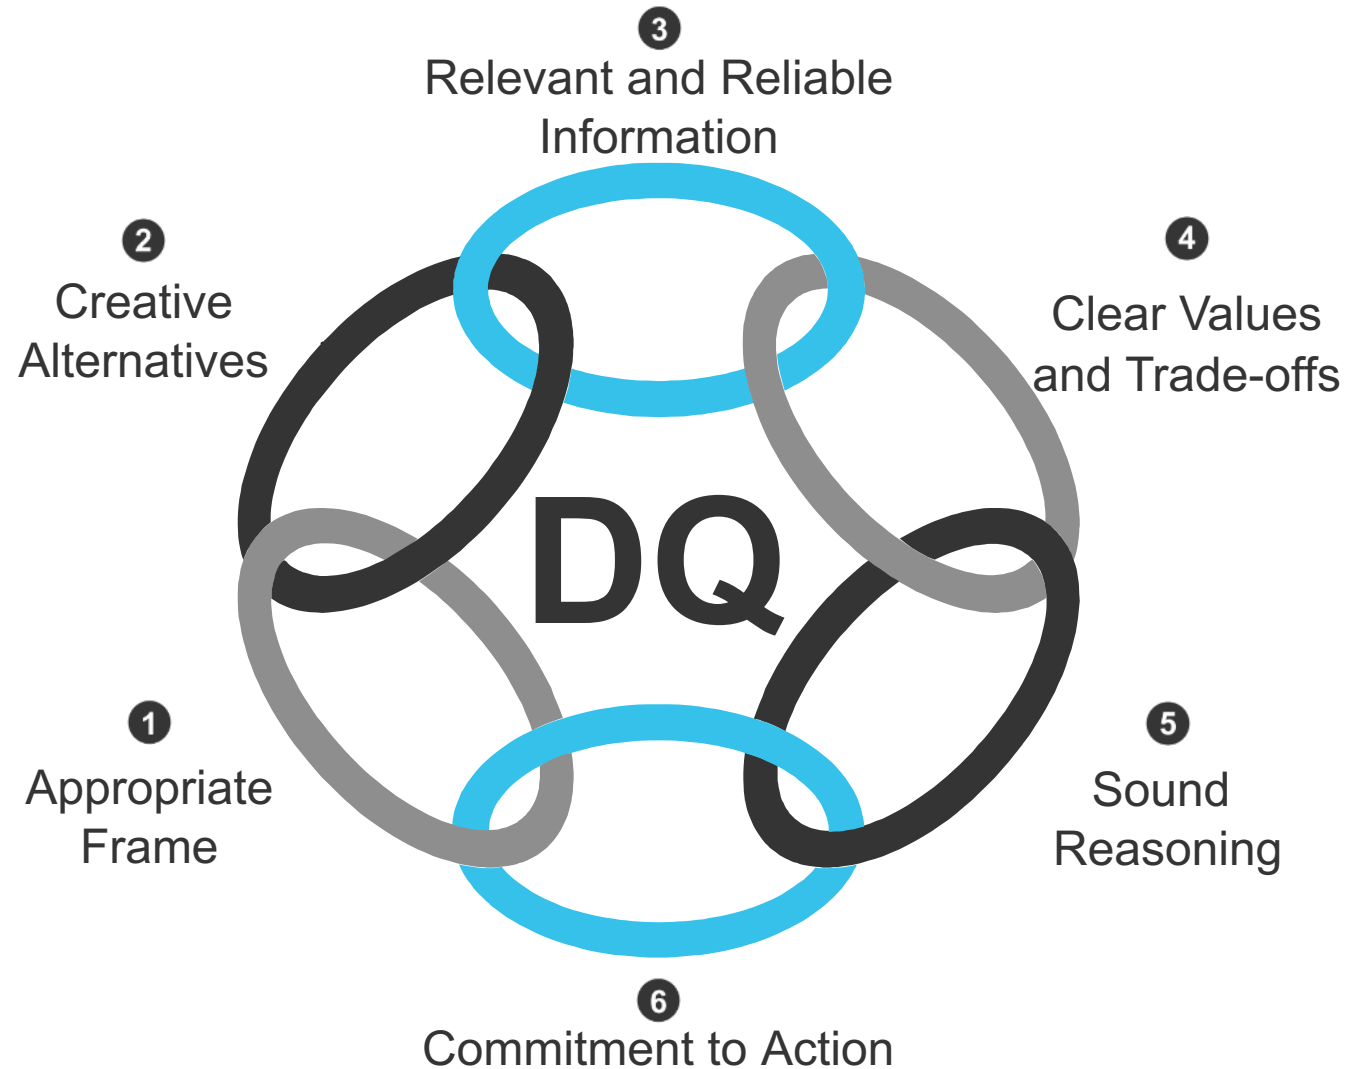 3
Relevant and Reliable
Information
2
Creative
Alternatives
4
Clear Values
and Trade-offs
DQ
1
Appropriate
Frame
5
Sound
Reasoning
6
Commitment to Action